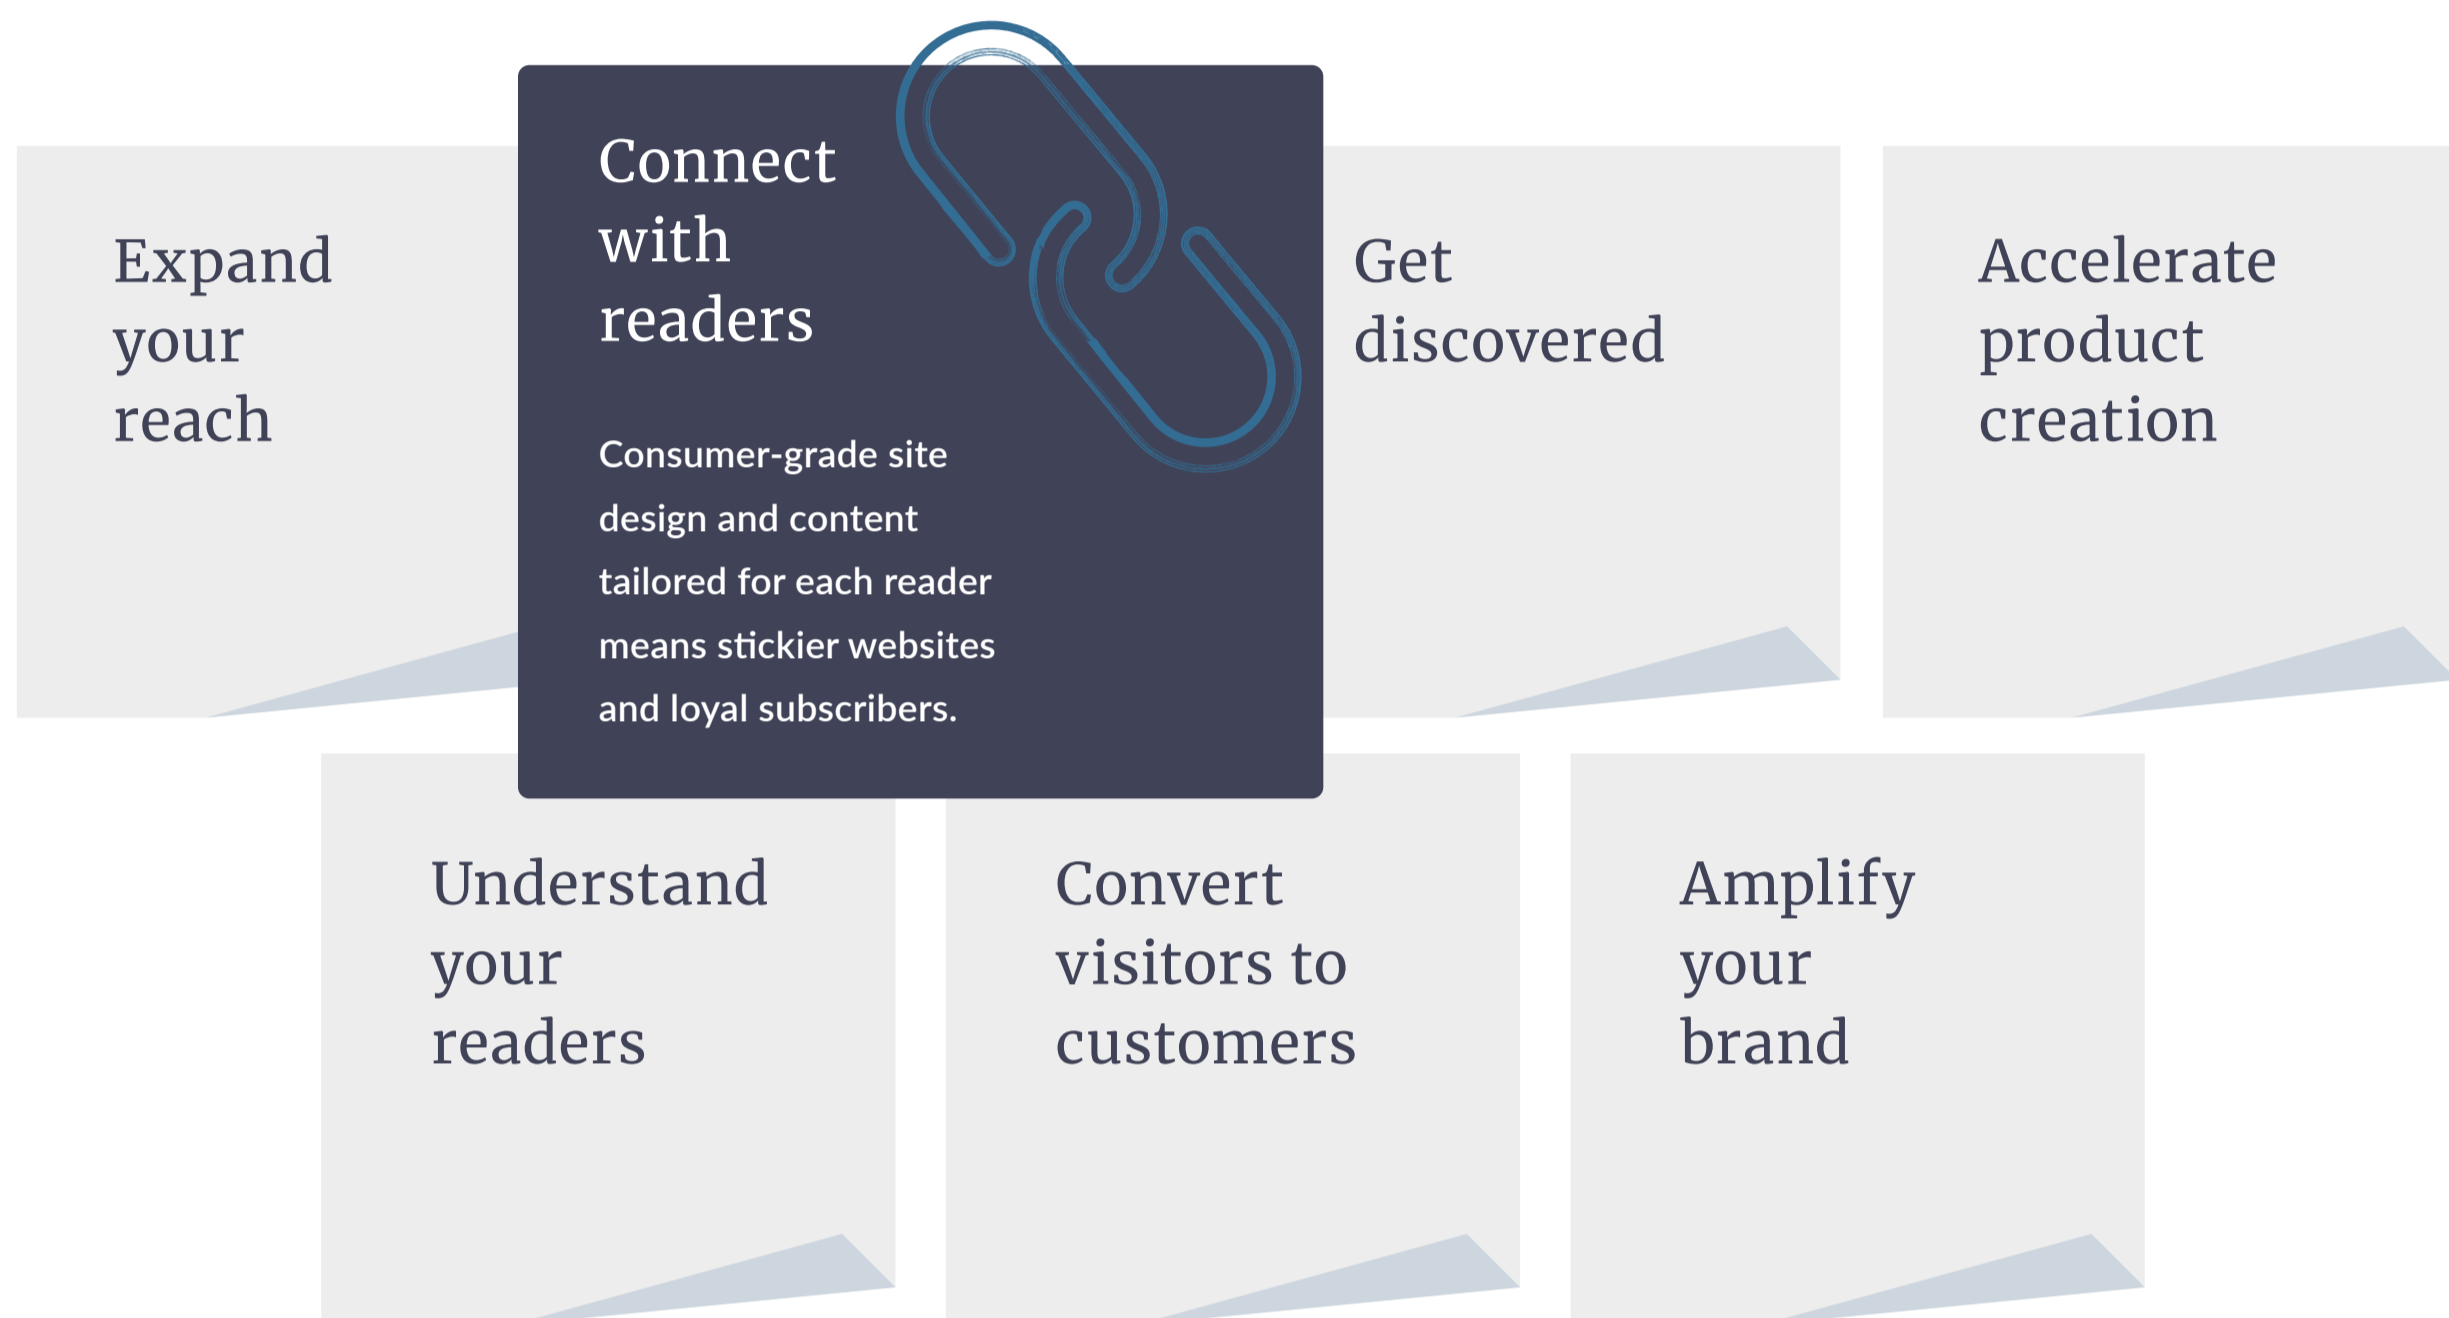 Expand
your
reach
Connect
with
readers
Consumer-grade site
design and content
tailored for each reader
means stickier websites
and loyal subscribers.
Get
discovered
Accelerate
product
creation
Understand
your
readers
Convert
visitors to
customers
Amplify
your
brand